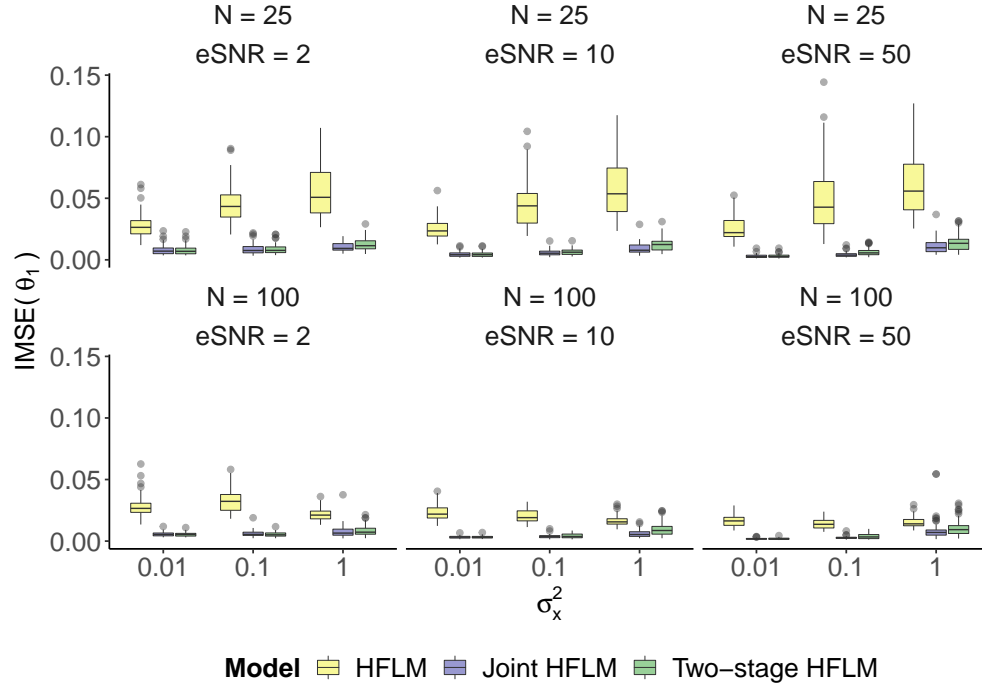 N = 25 N = 25 N = 25
eSNR = 2 eSNR = 10 eSNR = 50
0.15
0.10
0.05
0.00
N = 100 N = 100 N = 100
eSNR = 2 eSNR = 10 eSNR = 50
0.15
0.10
0.05
0.00
IMSE( θ₁ )
0.01 0.1 1 0.01 0.1 1 0.01 0.1 1
σₓ²
Model HFLM Joint HFLM Two−stage HFLM